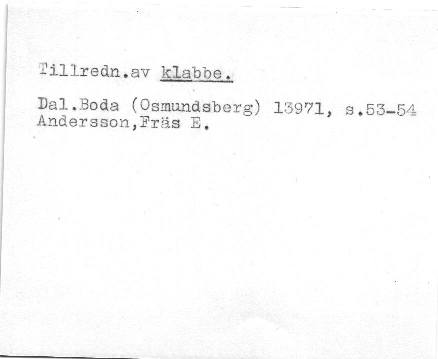 Tillredn.av klabbe.
Dal.Boda (Osmundsberg) 13971, s.53-54
Andersson,Fräs E.